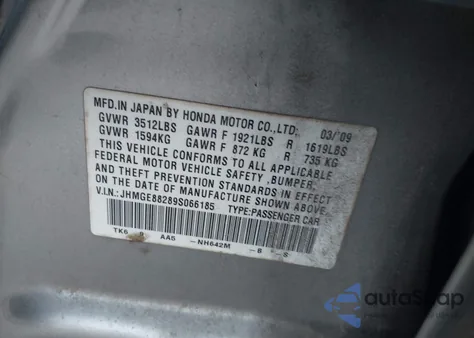 MFD.IN JAPAN BY HONDA MOTOR CO.,LTD. 03/'09
GVWR 3512LBS GAWR F 1921LBS R 1619LBS
GVWR 1594KG GAWR F 872 KG R 735 KG
THIS VEHICLE CONFORMS TO ALL APPLICABLE
FEDERAL MOTOR VEHICLE SAFETY ,BUMPER,
AND THEFT PREVENTION STANDARDS IN EFFECT
ON THE DATE OF MANUFACTURE SHOWN ABOVE.
V.I.N.: JHMGE88289S066185 TYPE:PASSENGER CAR
TK6 AA5 -NH642M -B -S
autoScap